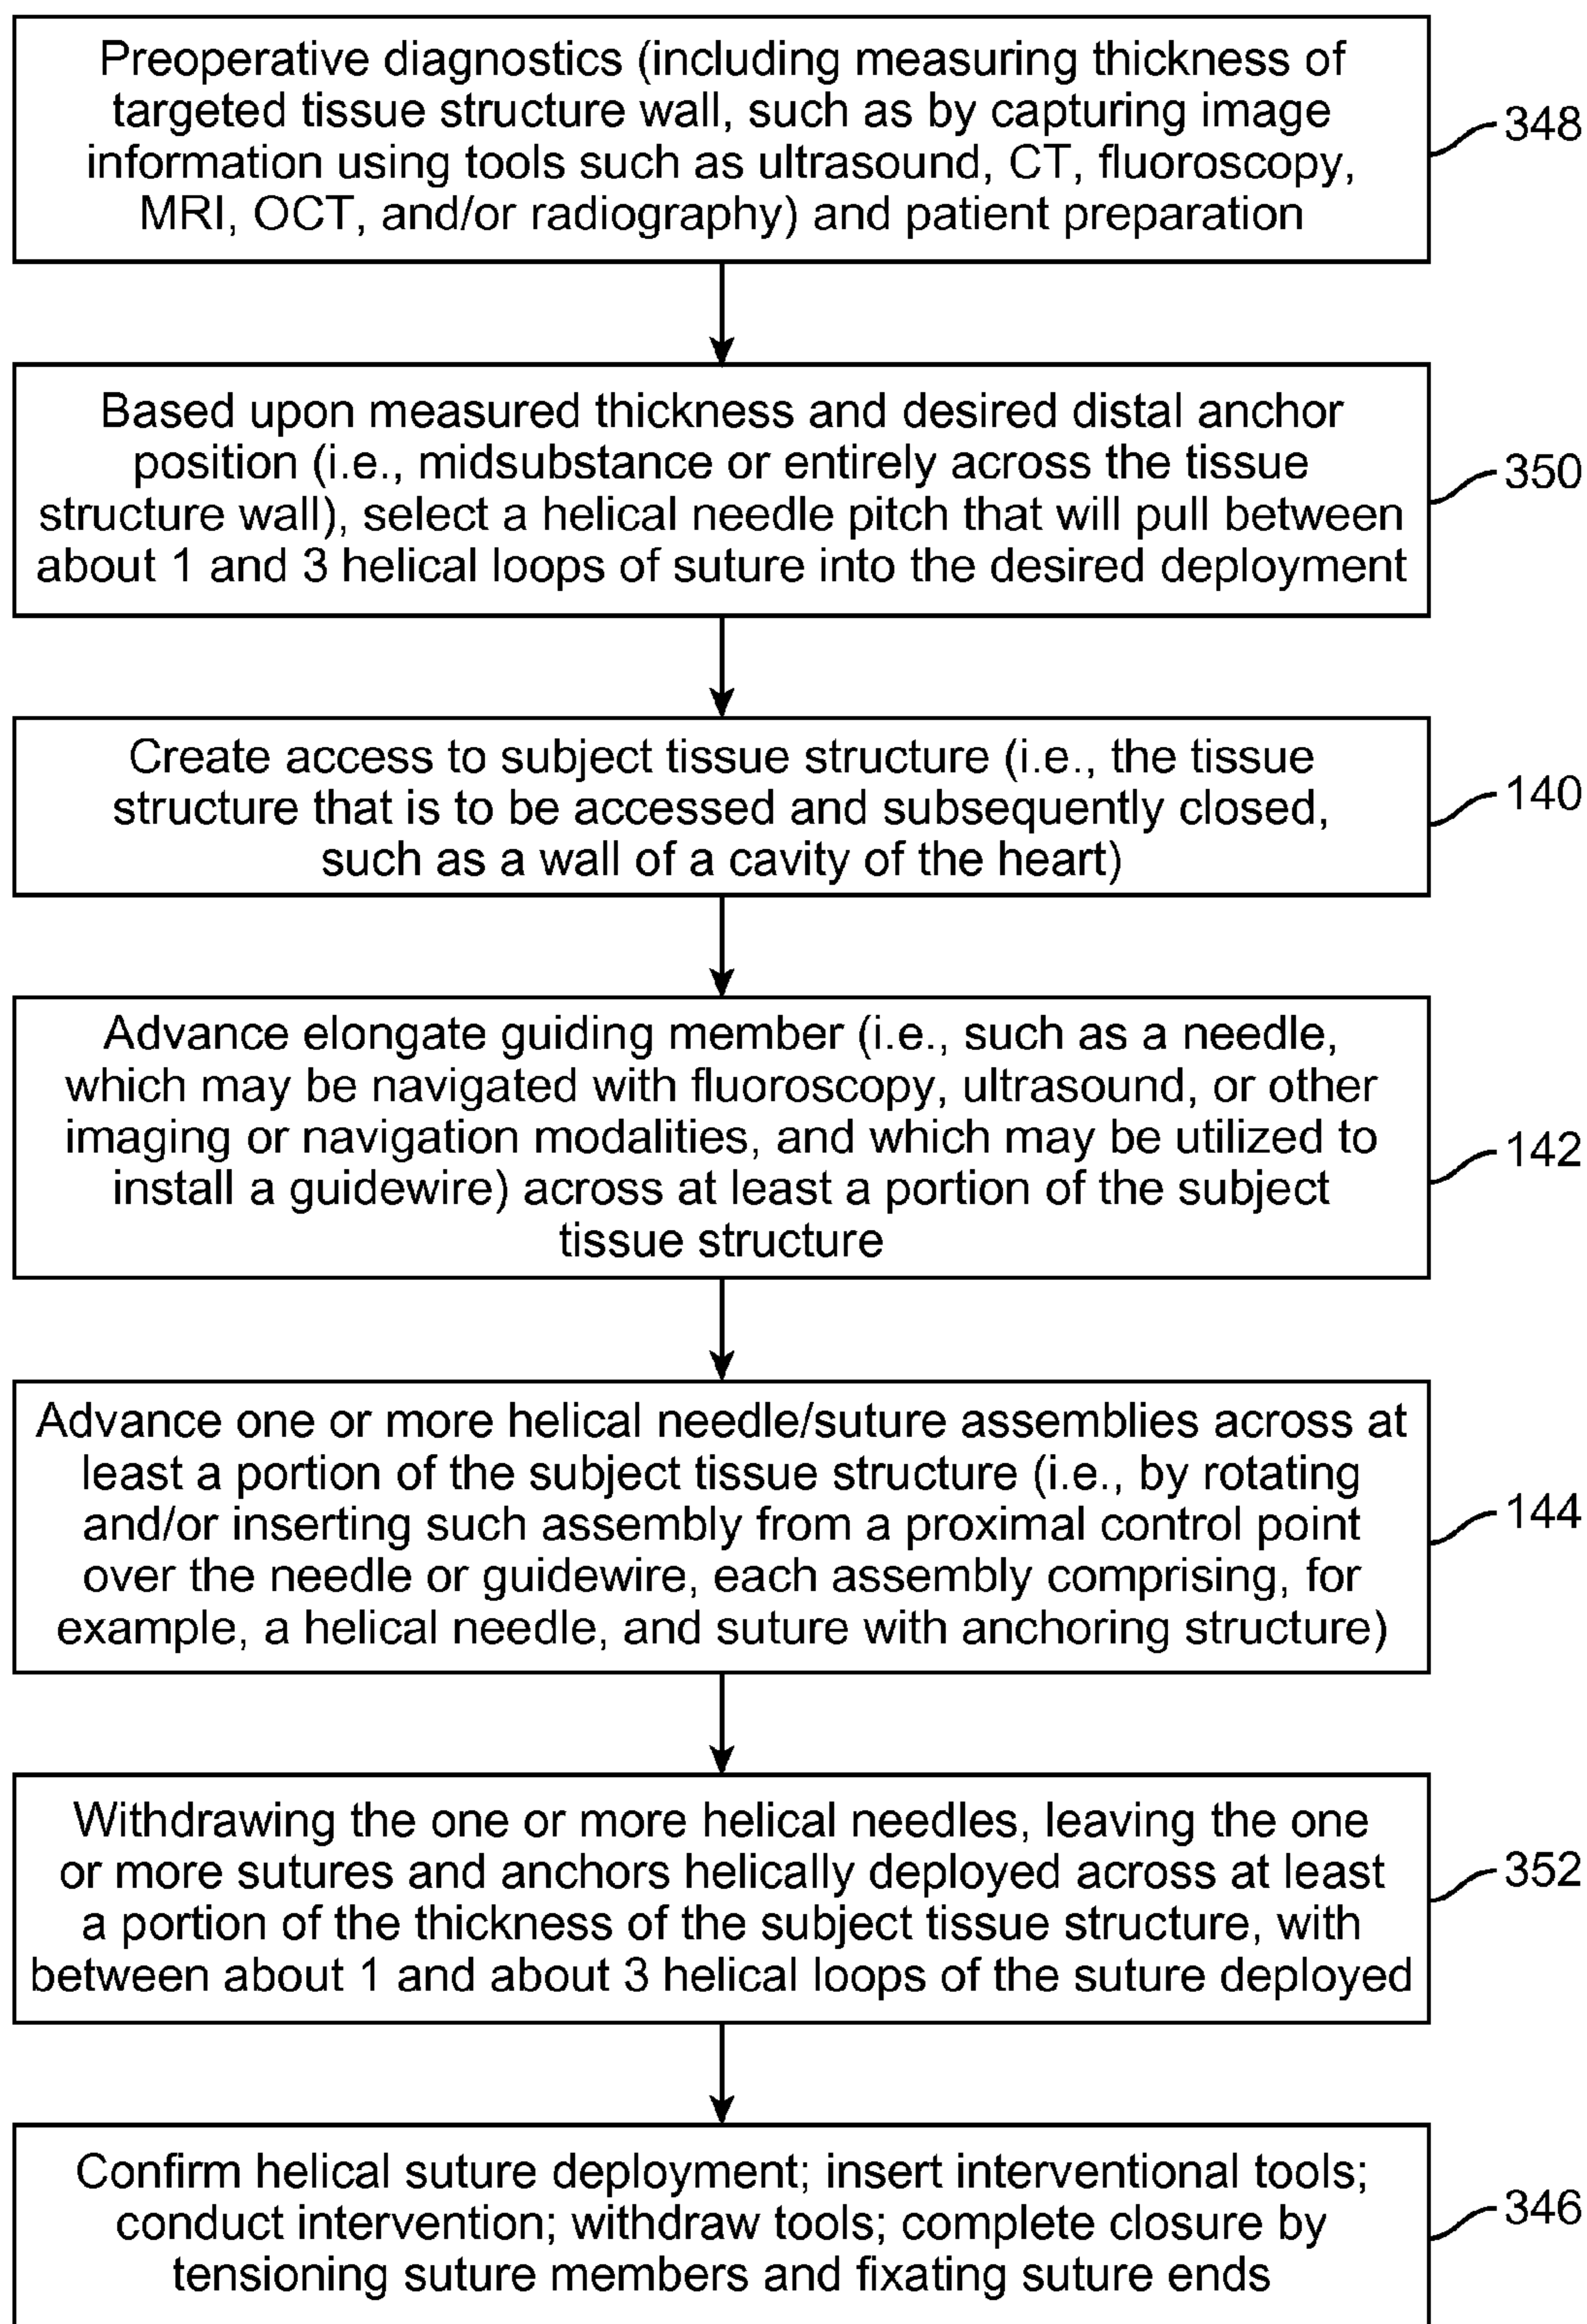 Preoperative diagnostics (including measuring thickness of
targeted tissue structure wall, such as by capturing image
information using tools such as ultrasound, CT, fluoroscopy,
MRI, OCT, and/or radiography) and patient preparation
348
Based upon measured thickness and desired distal anchor
position (i.e., midsubstance or entirely across the tissue
structure wall), select a helical needle pitch that will pull between
about 1 and 3 helical loops of suture into the desired deployment
350
Create access to subject tissue structure (i.e., the tissue
structure that is to be accessed and subsequently closed,
such as a wall of a cavity of the heart)
140
Advance elongate guiding member (i.e., such as a needle,
which may be navigated with fluoroscopy, ultrasound, or other
imaging or navigation modalities, and which may be utilized to
install a guidewire) across at least a portion of the subject
tissue structure
142
Advance one or more helical needle/suture assemblies across at
least a portion of the subject tissue structure (i.e., by rotating
and/or inserting such assembly from a proximal control point
over the needle or guidewire, each assembly comprising, for
example, a helical needle, and suture with anchoring structure)
144
Withdrawing the one or more helical needles, leaving the one
or more sutures and anchors helically deployed across at least
a portion of the thickness of the subject tissue structure, with
between about 1 and about 3 helical loops of the suture deployed
352
Confirm helical suture deployment; insert interventional tools;
conduct intervention; withdraw tools; complete closure by
tensioning suture members and fixating suture ends
346